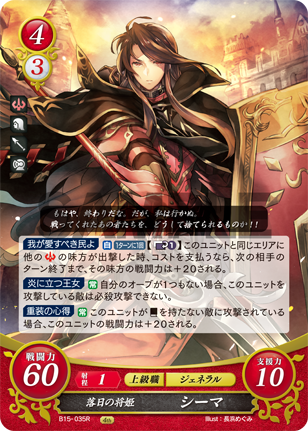 4
3
もはや、終わりだな。だが、私は行かぬ。
戦ってくれたあの者たちを、どうして捨てられるものか!!
我が愛すべき民よ 自 1ターンに1回 [1] このユニットと同じエリアに
他の の味方が出撃した時、コストを支払うなら、次の相手の
ターン終了まで、その味方の戦闘力は+20される。
炎に立つ王女 常 自分のオーブが1つもない場合、このユニットを
攻撃している敵は必殺攻撃できない。
重装の心得 常 このユニットが を持たない敵に攻撃されてい
る場合、このユニットの戦闘力は+20される。
戦闘力
60
射程 1 上級職 ジェネラル
支援力
10
落日の将姫 シーマ
B15-035R
Illust:長浜めぐみ